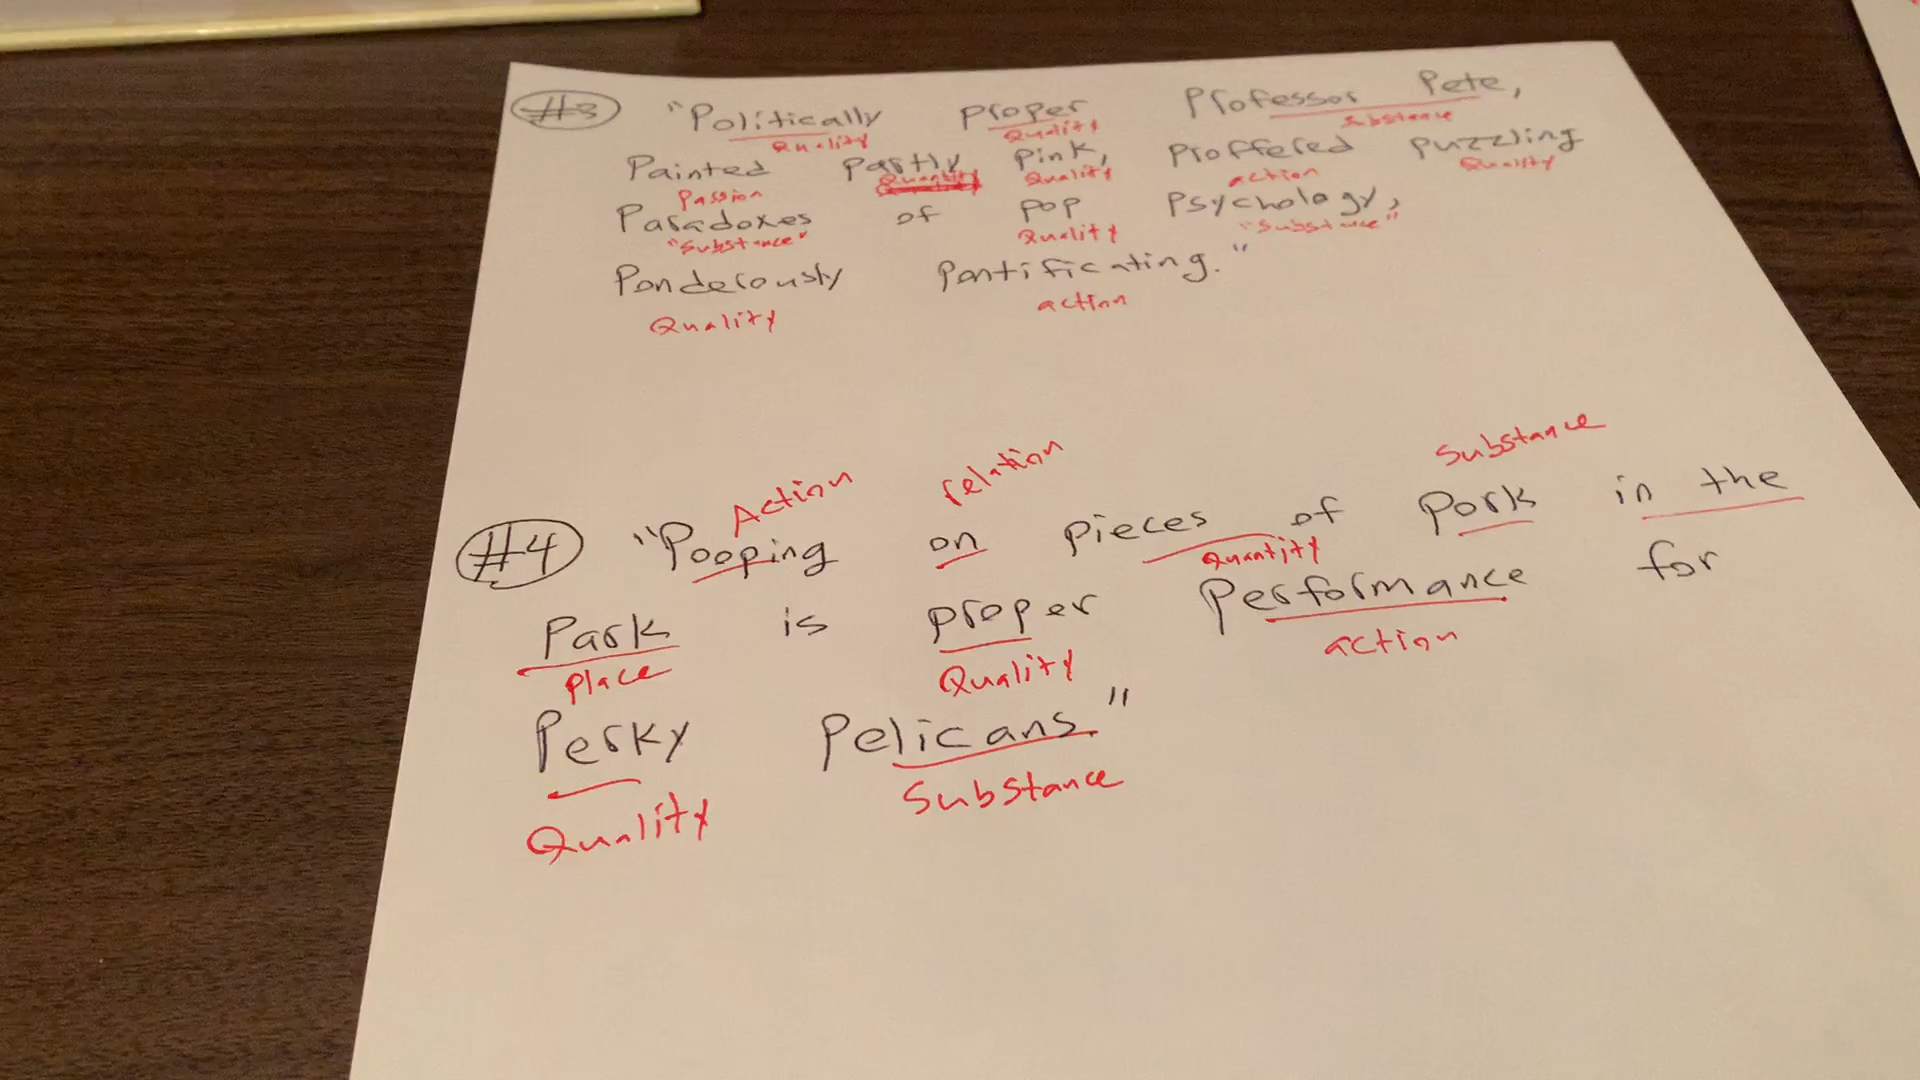 #3 "Politically proper Professor Pete,
Quality Quality Substance
Painted partly pink, proffered puzzling
Passion Quantity Quality action Quality
Paradoxes of pop psychology,
"Substance" Quality "Substance"
Ponderously pontificating."
Quality action
Action relation Substance
#4 "Pooping on pieces of pork in the
Quantity
Park is proper performance for
place Quality action
Perky pelicans."
Quality Substance